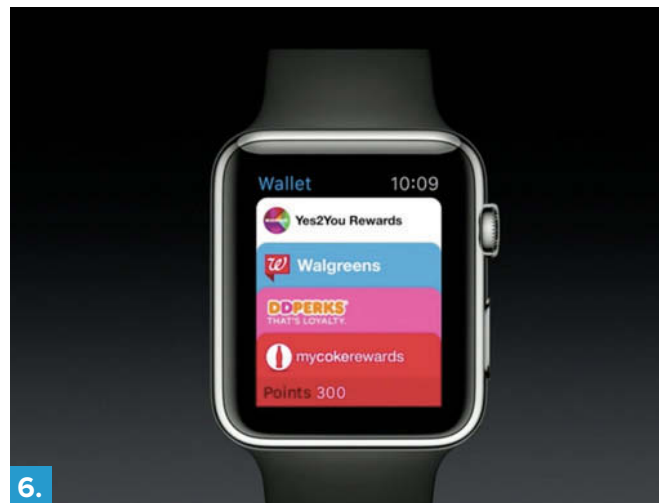 Wallet 10:09
Yes2You Rewards
Walgreens
DDPERKS
THAT'S LOYALTY.
mycokerewards
Points 300
6.